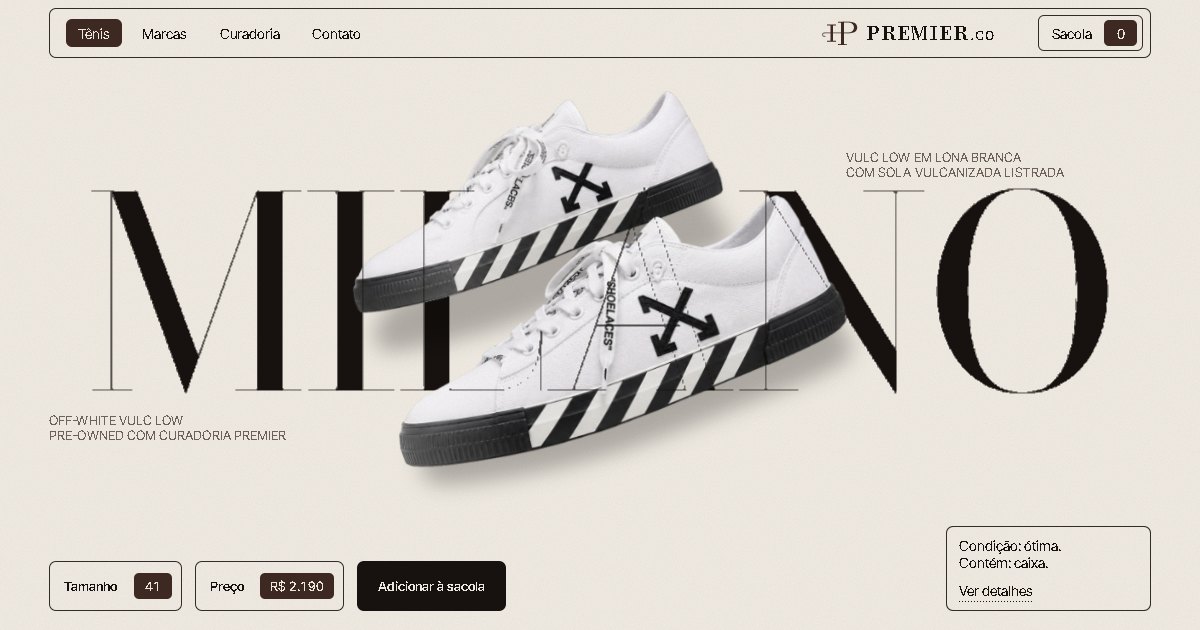 Tênis
Marcas
Curadoria
Contato
PREMIER.co
Sacola
0
VULC LOW EM LONA BRANCA
COM SOLA VULCANIZADA LISTRADA
MILANO
"SHOELACES"
OFF-WHITE VULC LOW
PRE-OWNED COM CURADORIA PREMIER
Tamanho
41
Preço
R$ 2.190
Adicionar à sacola
Condição: ótima.
Contém: caixa.
Ver detalhes